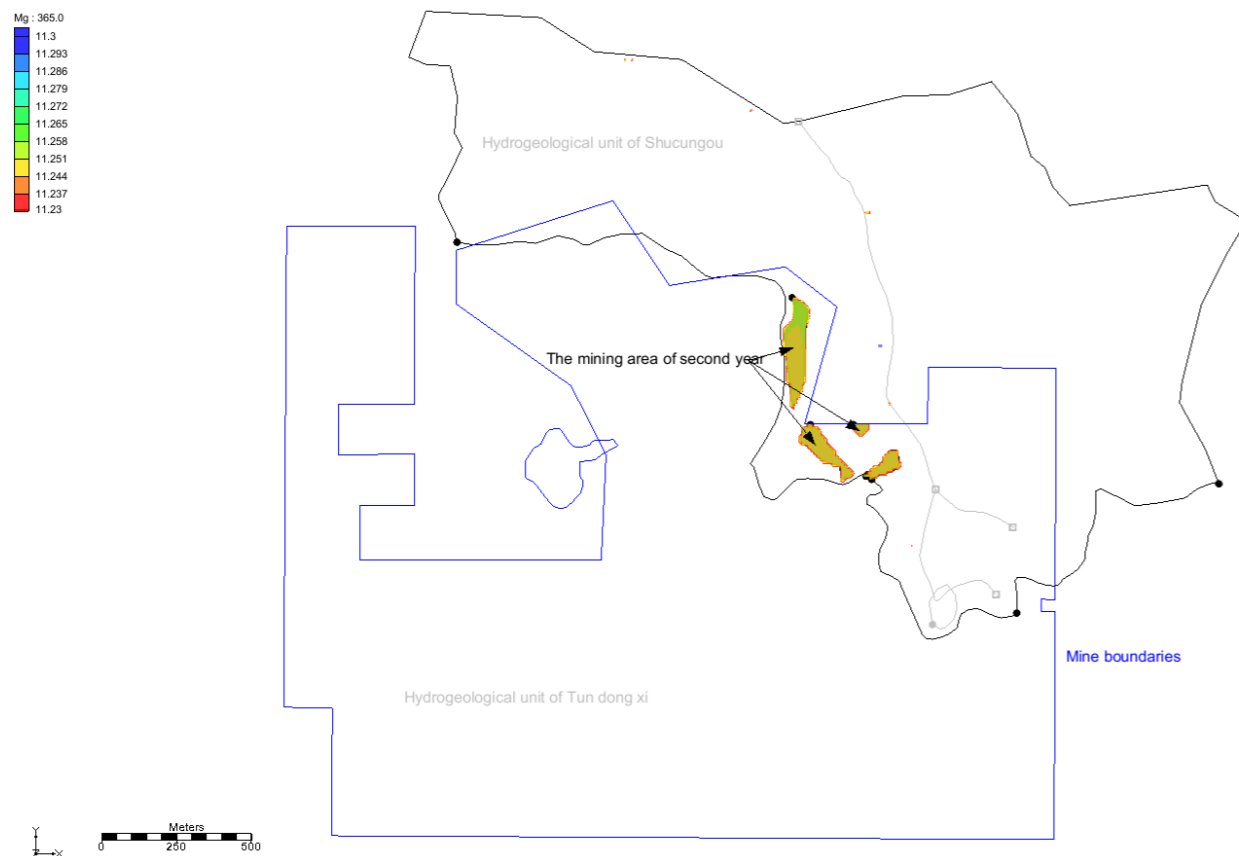 Mg : 365.0
11.3
11.293
11.286
11.279
11.272
11.265
11.258
11.251
11.244
11.237
11.23
Hydrogeological unit of Shucungou
The mining area of second year
Mine boundaries
Hydrogeological unit of Tun dong xi
Y
X
Meters
0
250
500